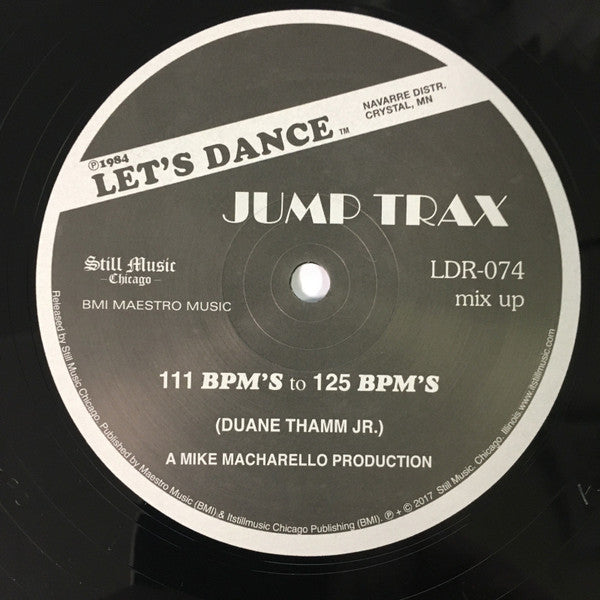 ℗1984
LET'S DANCE ™
NAVARRE DISTR.
CRYSTAL, MN
JUMP TRAX
Still Music
- Chicago -
BMI MAESTRO MUSIC
LDR-074
mix up
111 BPM'S to 125 BPM'S
(DUANE THAMM JR.)
A MIKE MACHARELLO PRODUCTION
Released by Still Music Chicago. Published by Maestro Music (BMI) & Itstillmusic Chicago Publishing (BMI). ℗ + © 2017 Still Music. Chicago, Illinois. www.itstillmusic.com